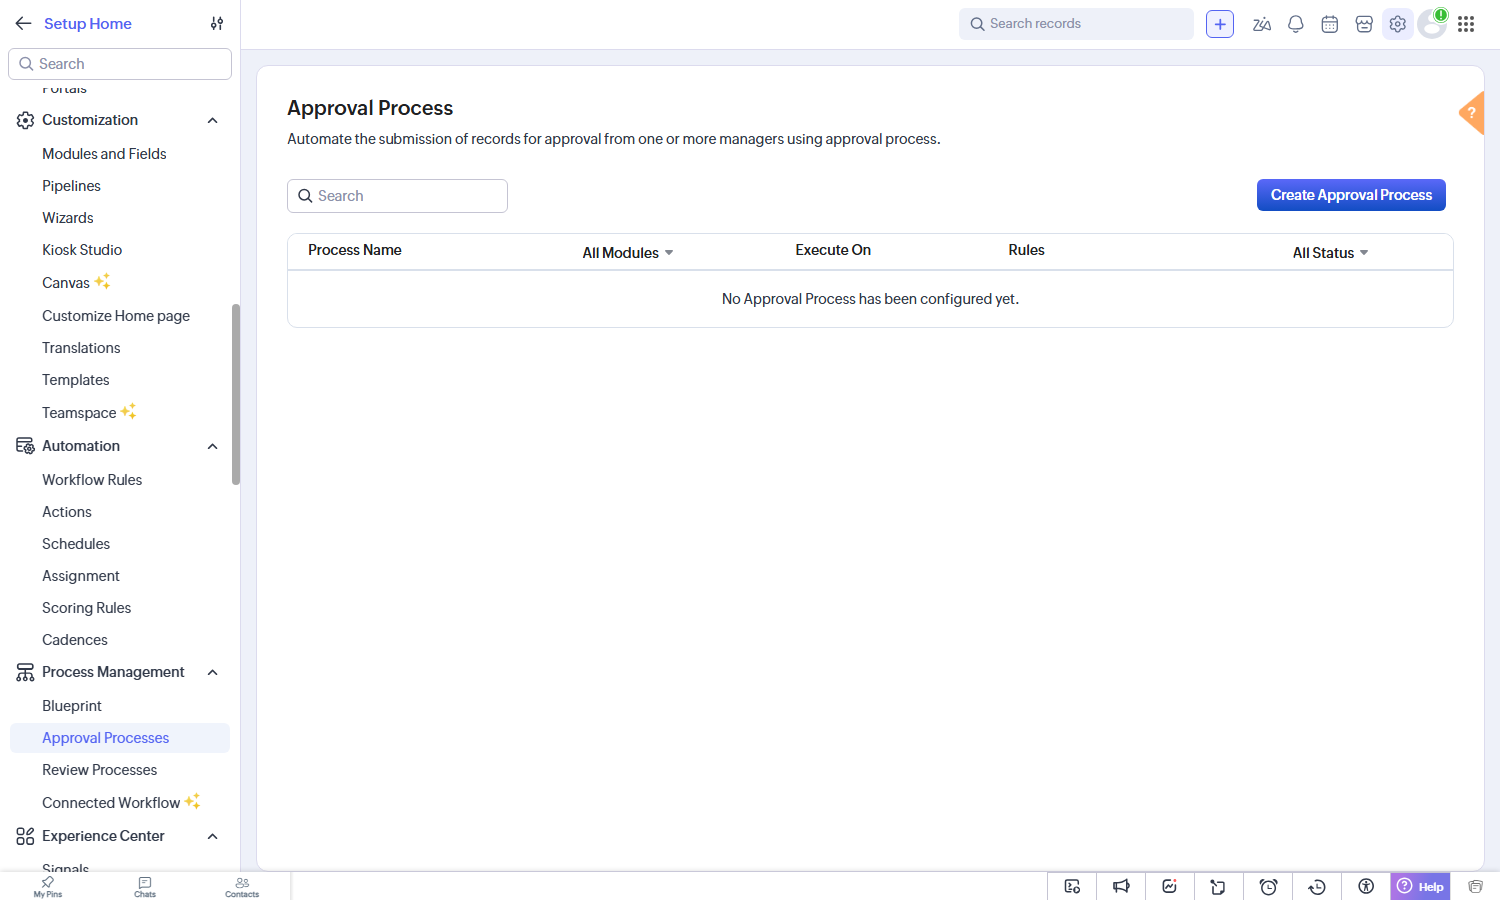 Setup Home
Search
Portals
Customization
Modules and Fields
Pipelines
Wizards
Kiosk Studio
Canvas
Customize Home page
Translations
Templates
Teamspace
Automation
Workflow Rules
Actions
Schedules
Assignment
Scoring Rules
Cadences
Process Management
Blueprint
Approval Processes
Review Processes
Connected Workflow
Experience Center
Signals
My Pins
Chats
Contacts
Search records
Approval Process
?
Automate the submission of records for approval from one or more managers using approval process.
Search
Create Approval Process
Process Name All Modules Execute On Rules All Status
No Approval Process has been configured yet.
Help